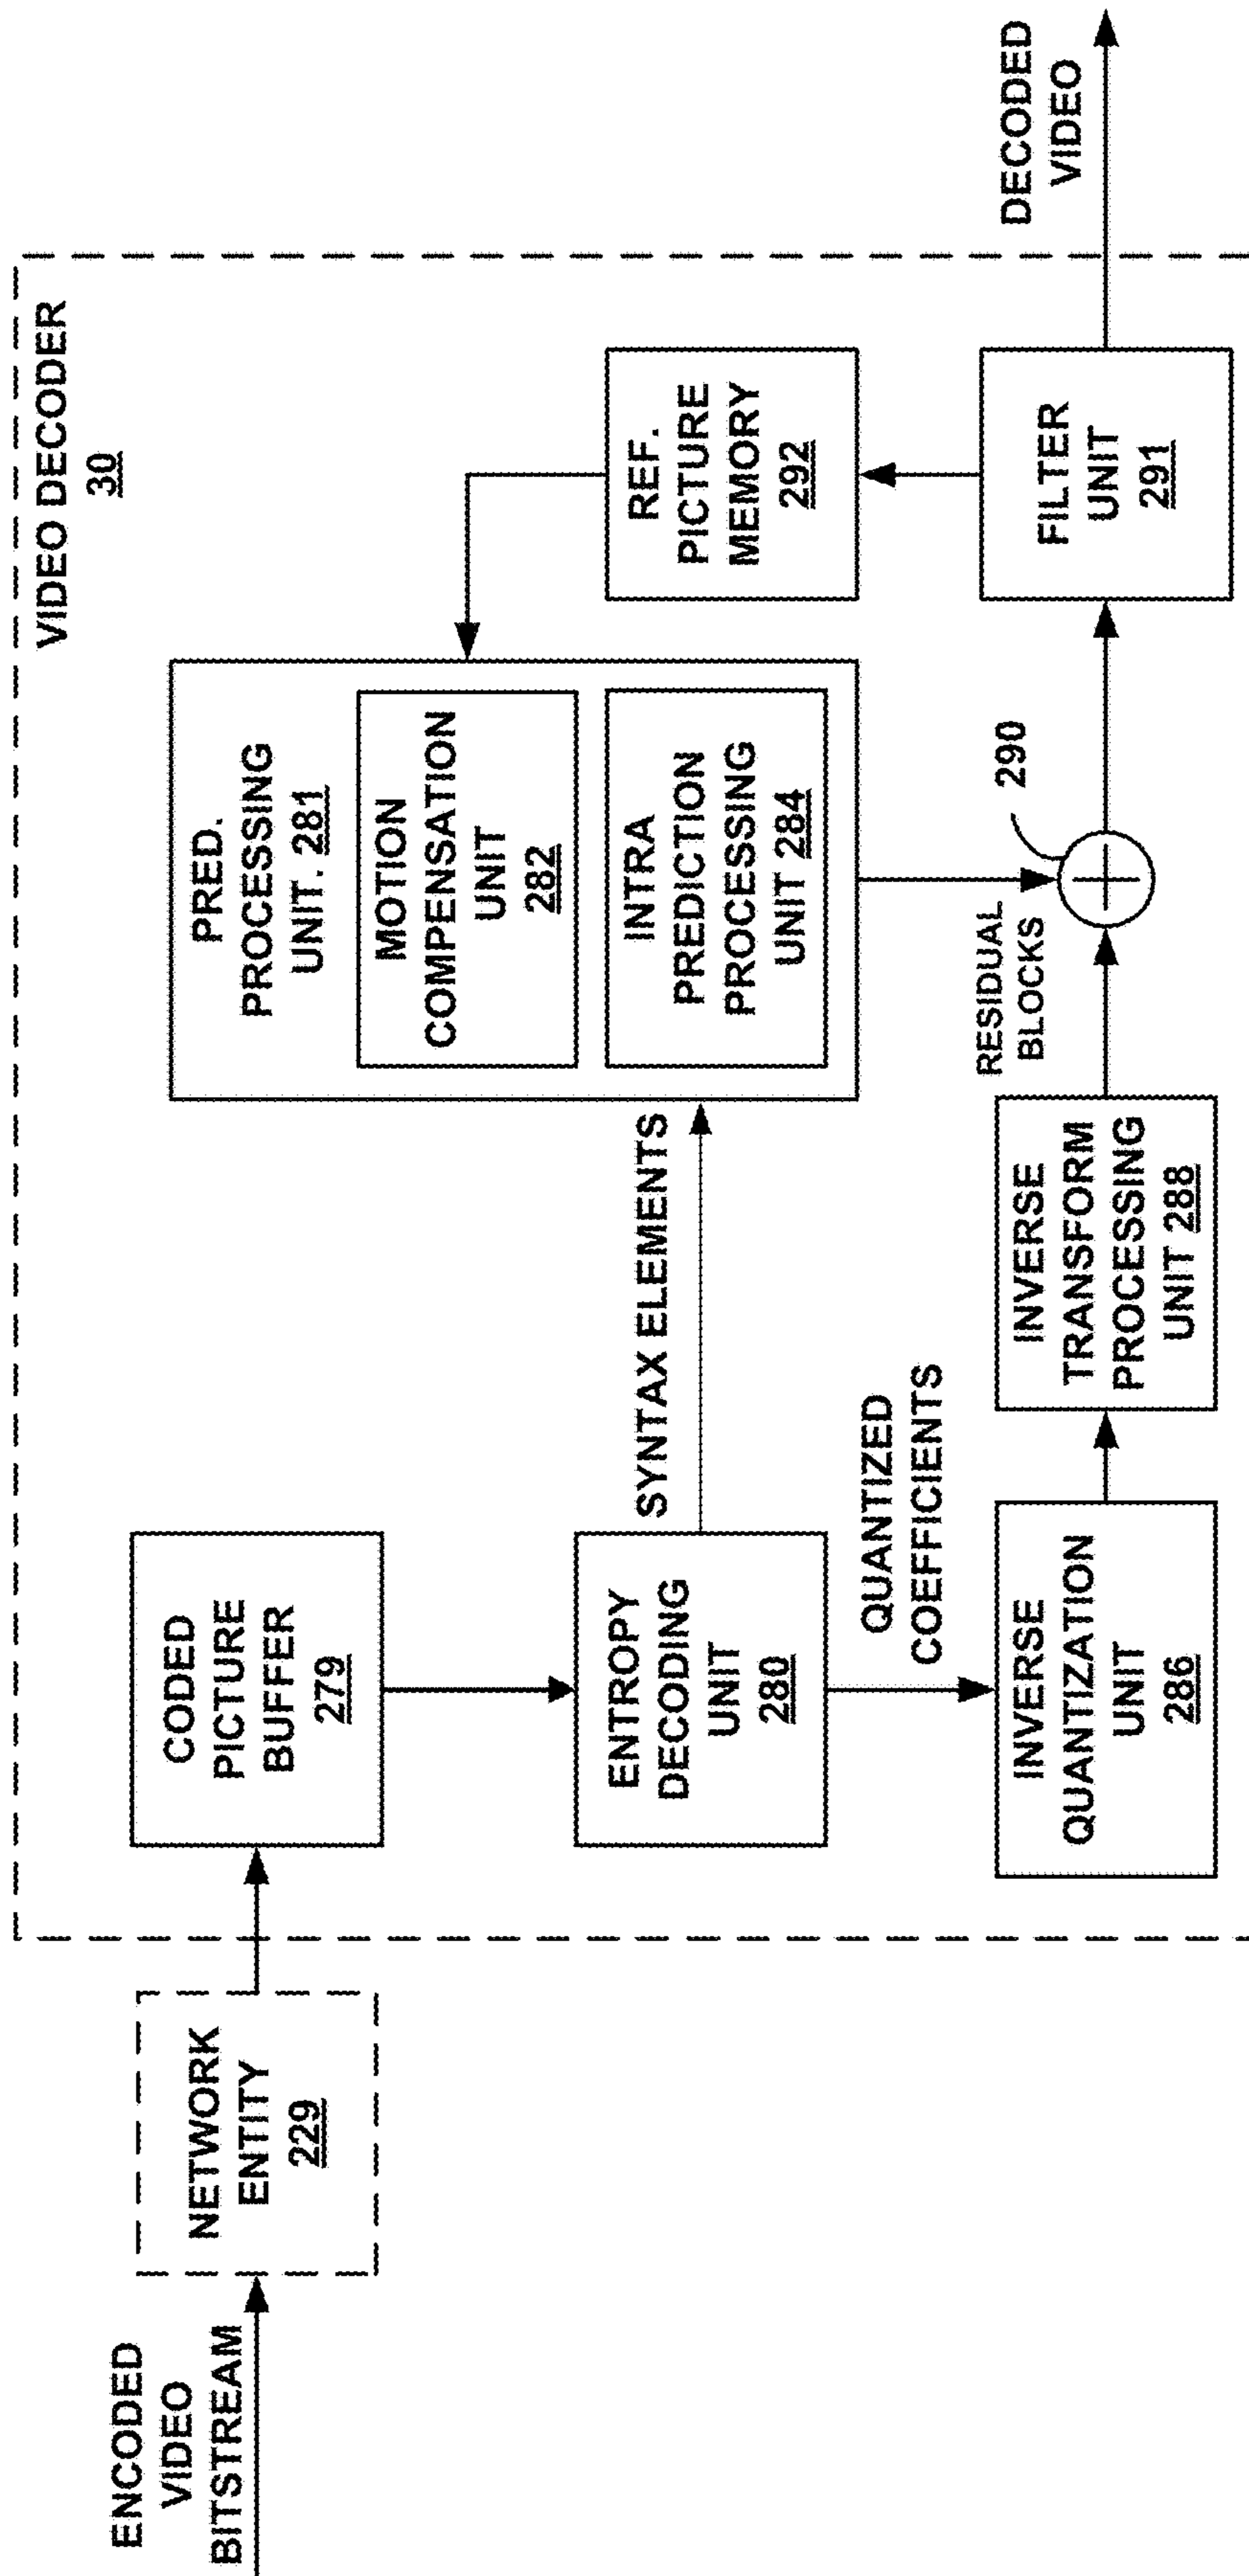 ENCODED
VIDEO
BITSTREAM
NETWORK
ENTITY
229
VIDEO DECODER
30
CODED
PICTURE
BUFFER
279
ENTROPY
DECODING
UNIT
280
SYNTAX ELEMENTS
QUANTIZED
COEFFICIENTS
INVERSE
QUANTIZATION
UNIT
286
INVERSE
TRANSFORM
PROCESSING
UNIT 288
PRED.
PROCESSING
UNIT. 281
MOTION
COMPENSATION
UNIT
282
INTRA
PREDICTION
PROCESSING
UNIT 284
RESIDUAL
BLOCKS
290
REF.
PICTURE
MEMORY
292
FILTER
UNIT
291
DECODED
VIDEO